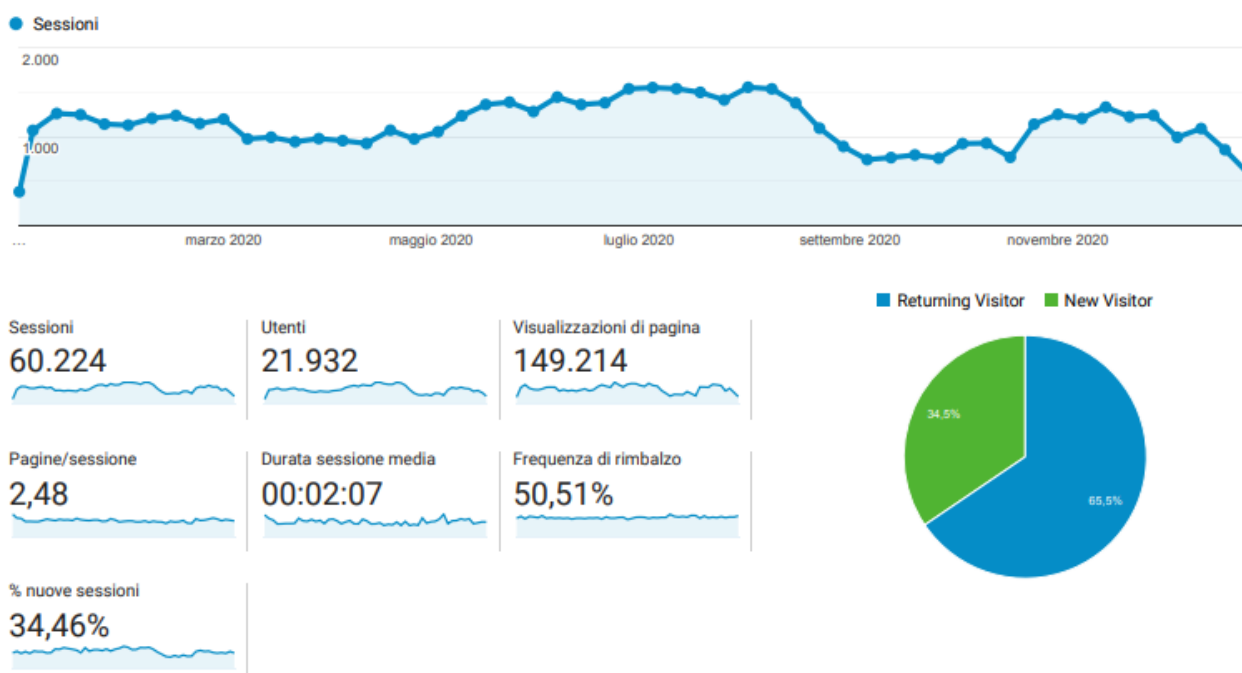 Sessioni
2.000
1.000
... marzo 2020 maggio 2020 luglio 2020 settembre 2020 novembre 2020
Returning Visitor New Visitor
Sessioni Utenti Visualizzazioni di pagina
60.224 21.932 149.214
34,5%
Pagine/sessione Durata sessione media Frequenza di rimbalzo
2,48 00:02:07 50,51%
65,5%
% nuove sessioni
34,46%